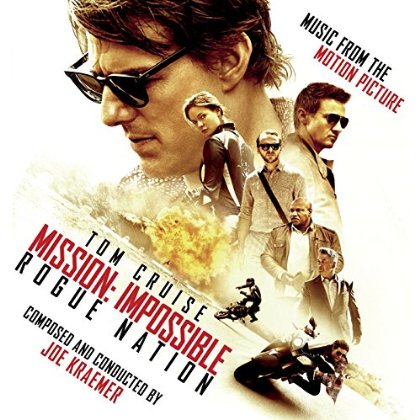 MUSIC FROM THE
MOTION PICTURE
TOM CRUISE
MISSION: IMPOSSIBLE
ROGUE NATION
COMPOSED AND CONDUCTED BY
JOE KRAEMER